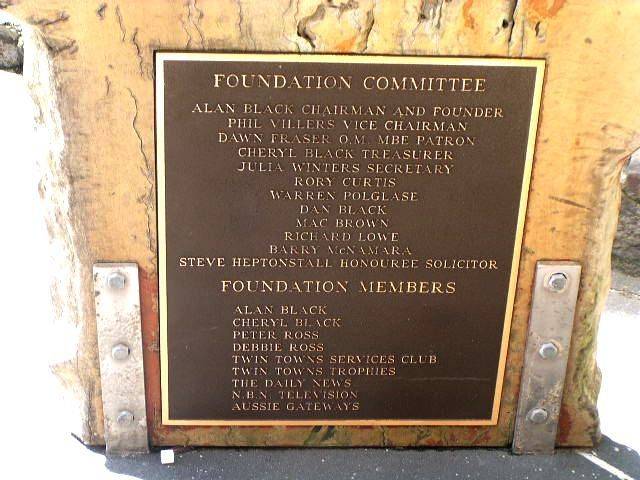 FOUNDATION COMMITTEE
ALAN BLACK CHAIRMAN AND FOUNDER
PHIL VILLERS VICE CHAIRMAN
DAWN FRASER O.M. MBE PATRON
CHERYL BLACK TREASURER
JULIA WINTERS SECRETARY
RORY CURTIS
WARREN POLGLASE
DAN BLACK
MAC BROWN
RICHARD LOWE
BARRY McNAMARA
STEVE HEPTONSTALL HONOUREE SOLICITOR
FOUNDATION MEMBERS
ALAN BLACK
CHERYL BLACK
PETER ROSS
DEBBIE ROSS
TWIN TOWNS SERVICES CLUB
TWIN TOWNS TROPHIES
THE DAILY NEWS
N.B.N. TELEVISION
AUSSIE GATEWAYS